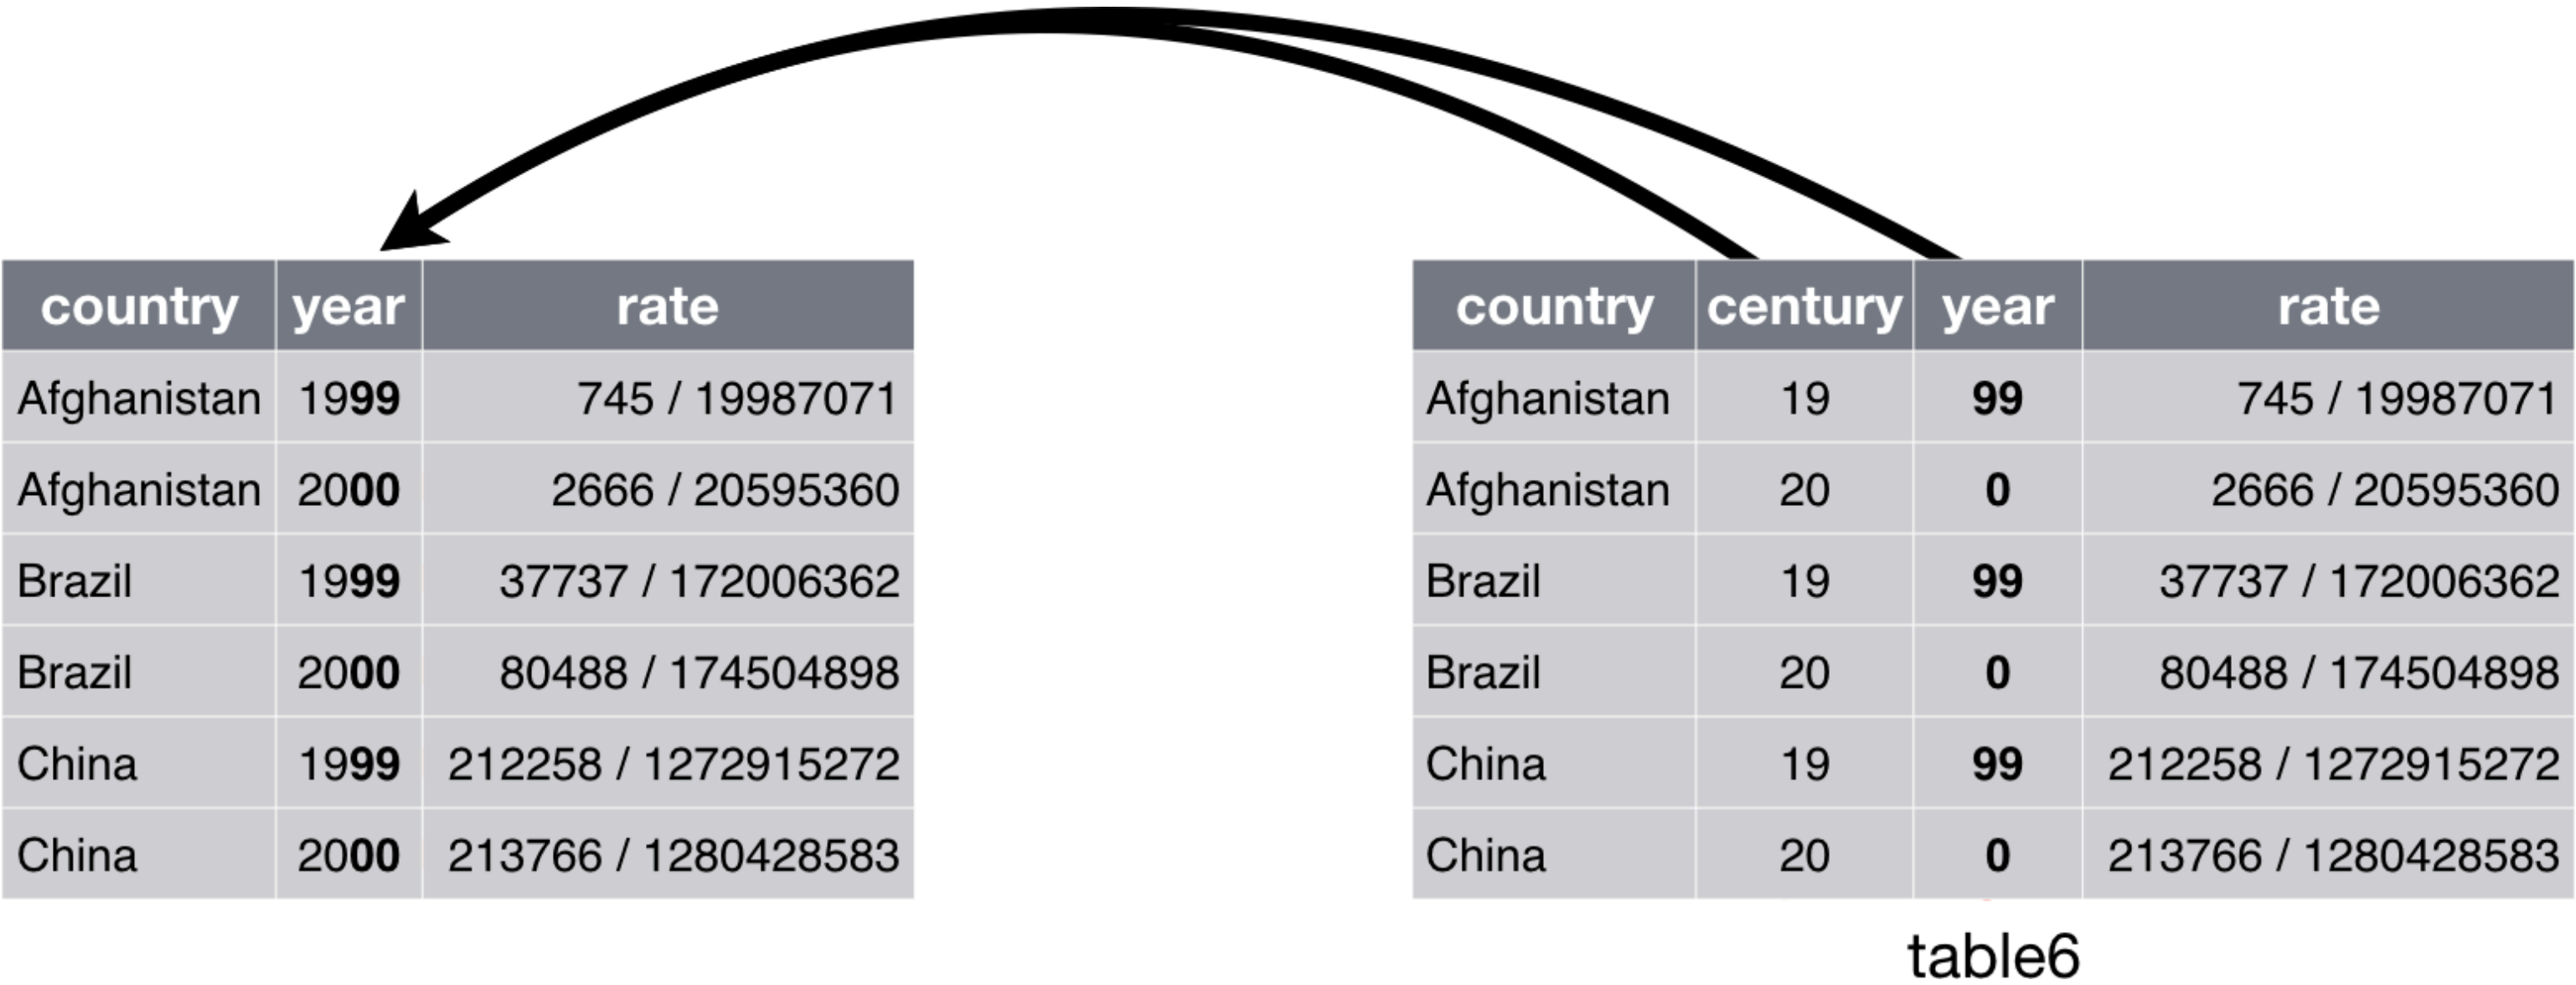 country year rate
Afghanistan 1999 745 / 19987071
Afghanistan 2000 2666 / 20595360
Brazil 1999 37737 / 172006362
Brazil 2000 80488 / 174504898
China 1999 212258 / 1272915272
China 2000 213766 / 1280428583
country century year rate
Afghanistan 19 99 745 / 19987071
Afghanistan 20 0 2666 / 20595360
Brazil 19 99 37737 / 172006362
Brazil 20 0 80488 / 174504898
China 19 99 212258 / 1272915272
China 20 0 213766 / 1280428583
table6